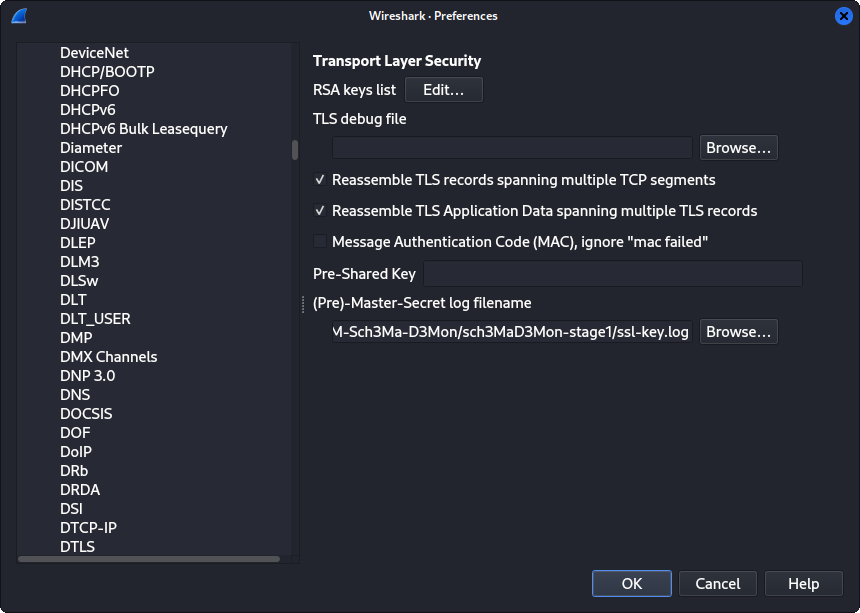 Wireshark · Preferences
DeviceNet
DHCP/BOOTP
DHCPFO
DHCPv6
DHCPv6 Bulk Leasequery
Diameter
DICOM
DIS
DISTCC
DJIUAV
DLEP
DLM3
DLSw
DLT
DLT_USER
DMP
DMX Channels
DNP 3.0
DNS
DOCSIS
DOF
DoIP
DRb
DRDA
DSI
DTCP-IP
DTLS
Transport Layer Security
RSA keys list Edit...
TLS debug file
Browse...
Reassemble TLS records spanning multiple TCP segments
Reassemble TLS Application Data spanning multiple TLS records
Message Authentication Code (MAC), ignore "mac failed"
Pre-Shared Key
(Pre)-Master-Secret log filename
M-Sch3Ma-D3Mon/sch3MaD3Mon-stage1/ssl-key.log Browse...
OK Cancel Help